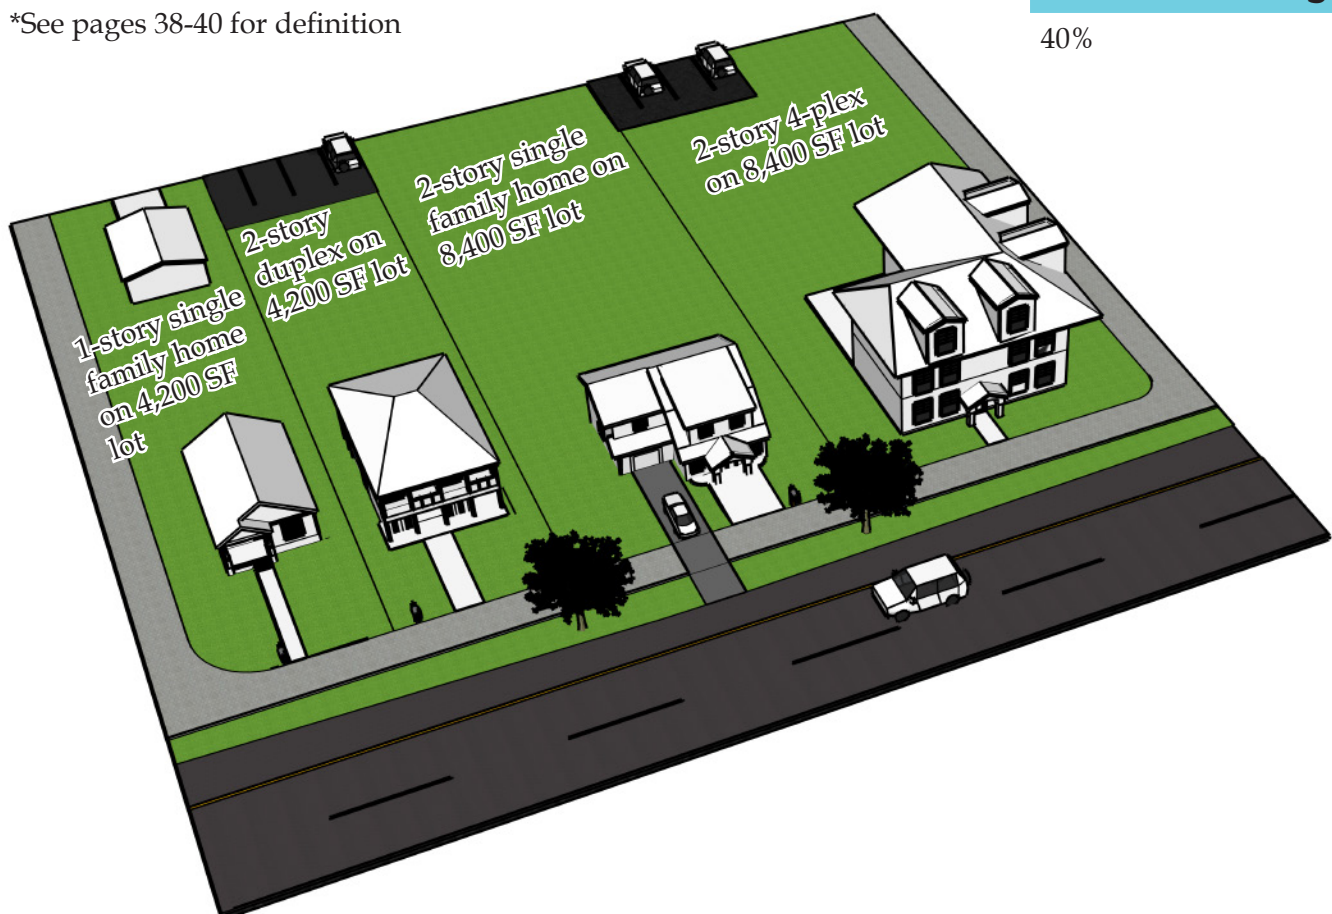 *See pages 38-40 for definition
40%
1-story single
family home
on 4,200 SF
lot
2-story
duplex on
4,200 SF lot
2-story single
family home on
8,400 SF lot
2-story 4-plex
on 8,400 SF lot